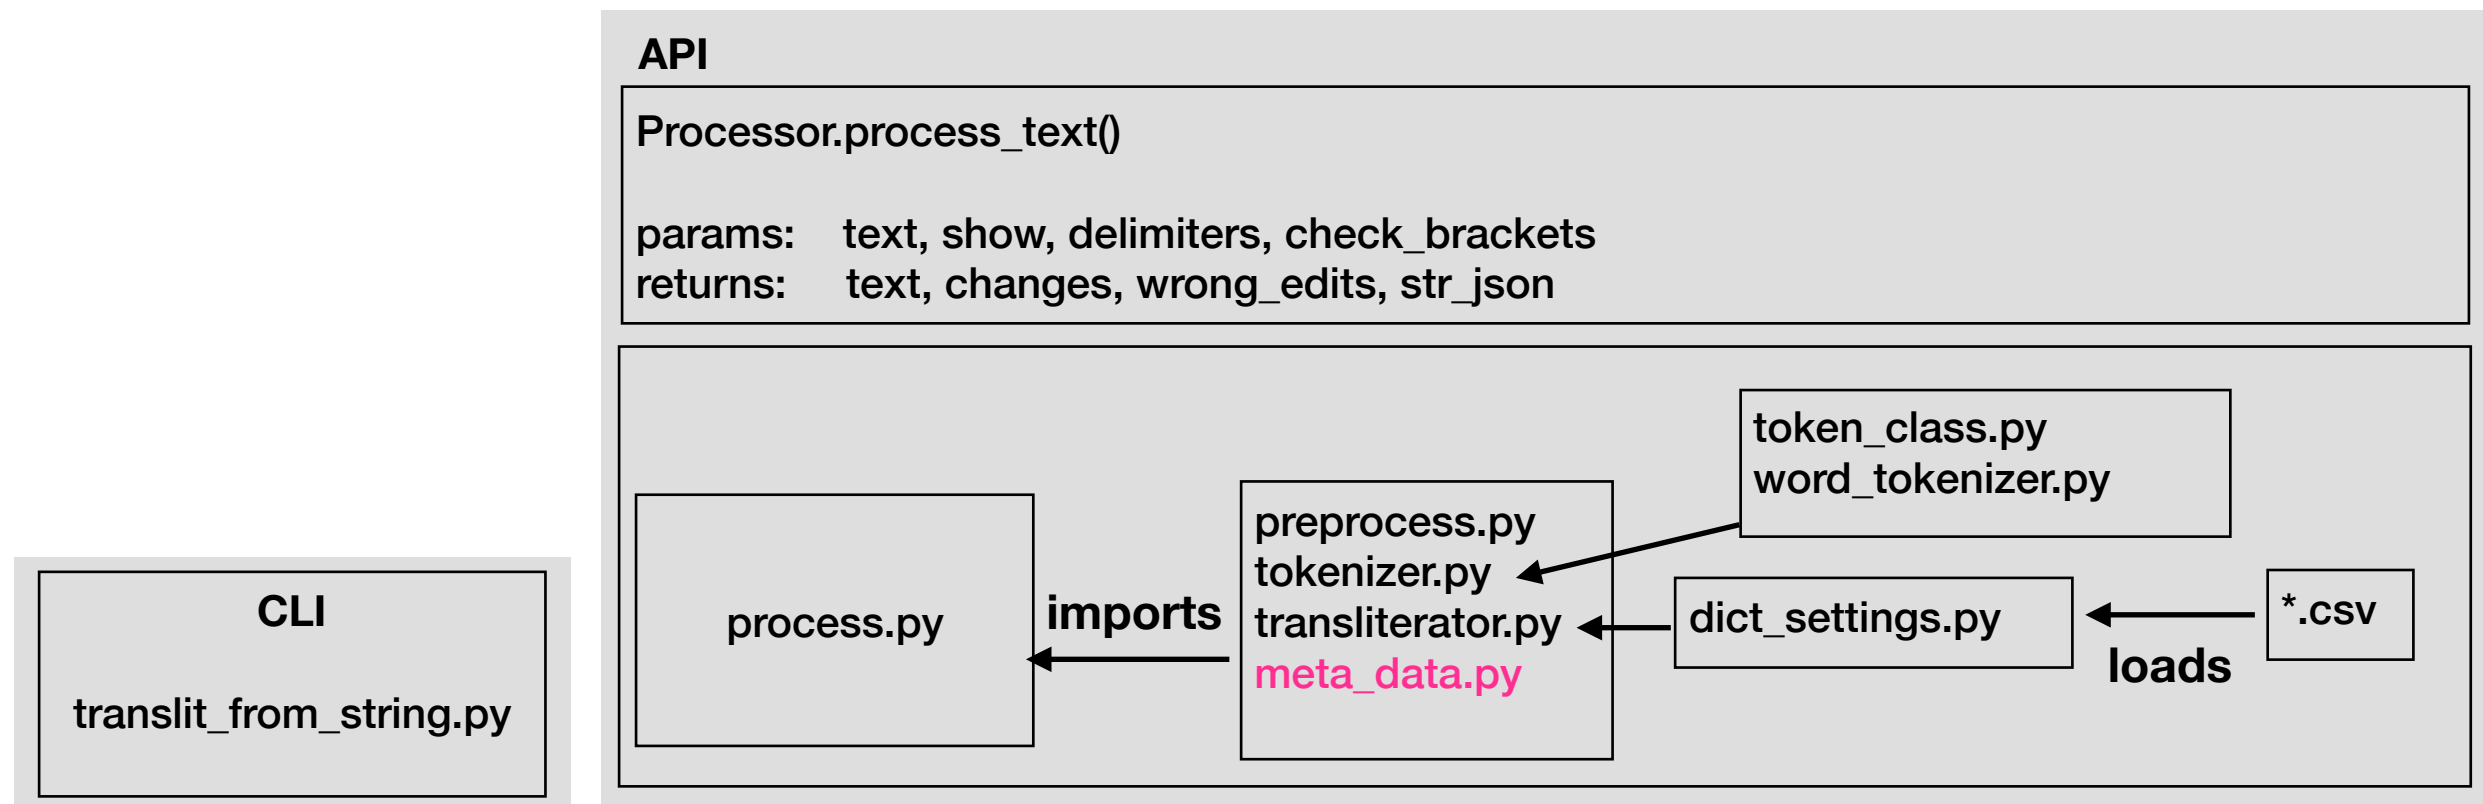 API
Processor.process_text()
params: text, show, delimiters, check_brackets
returns: text, changes, wrong_edits, str_json
token_class.py
word_tokenizer.py
preprocess.py
tokenizer.py
transliterator.py
meta_data.py
process.py
imports
dict_settings.py
*.csv
loads
CLI
translit_from_string.py